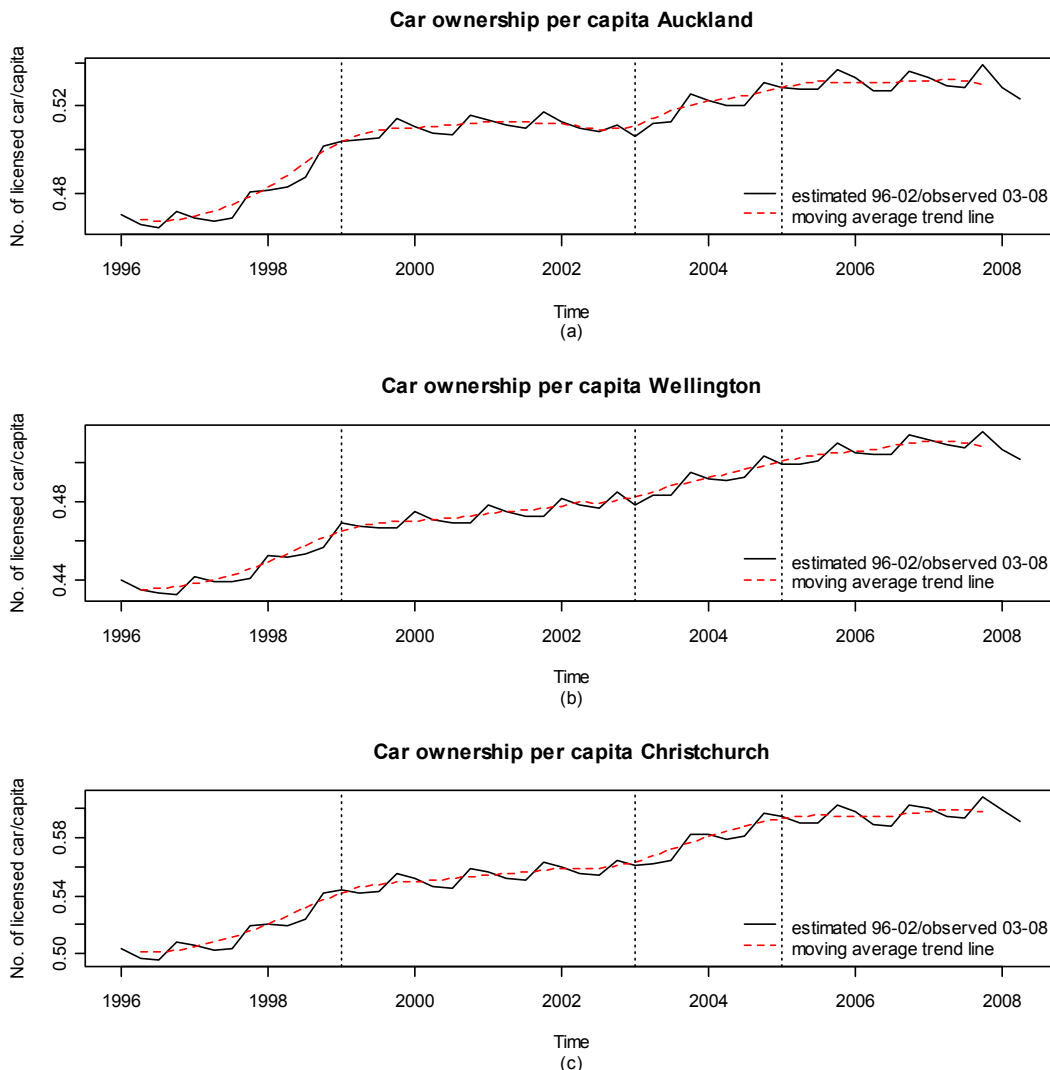 Car ownership per capita Auckland
No. of licensed car/capita
0.52
0.48
estimated 96-02/observed 03-08
moving average trend line
1996 1998 2000 2002 2004 2006 2008
Time
(a)
Car ownership per capita Wellington
No. of licensed car/capita
0.48
0.44
estimated 96-02/observed 03-08
moving average trend line
1996 1998 2000 2002 2004 2006 2008
Time
(b)
Car ownership per capita Christchurch
No. of licensed car/capita
0.58
0.54
0.50
estimated 96-02/observed 03-08
moving average trend line
1996 1998 2000 2002 2004 2006 2008
Time
(c)